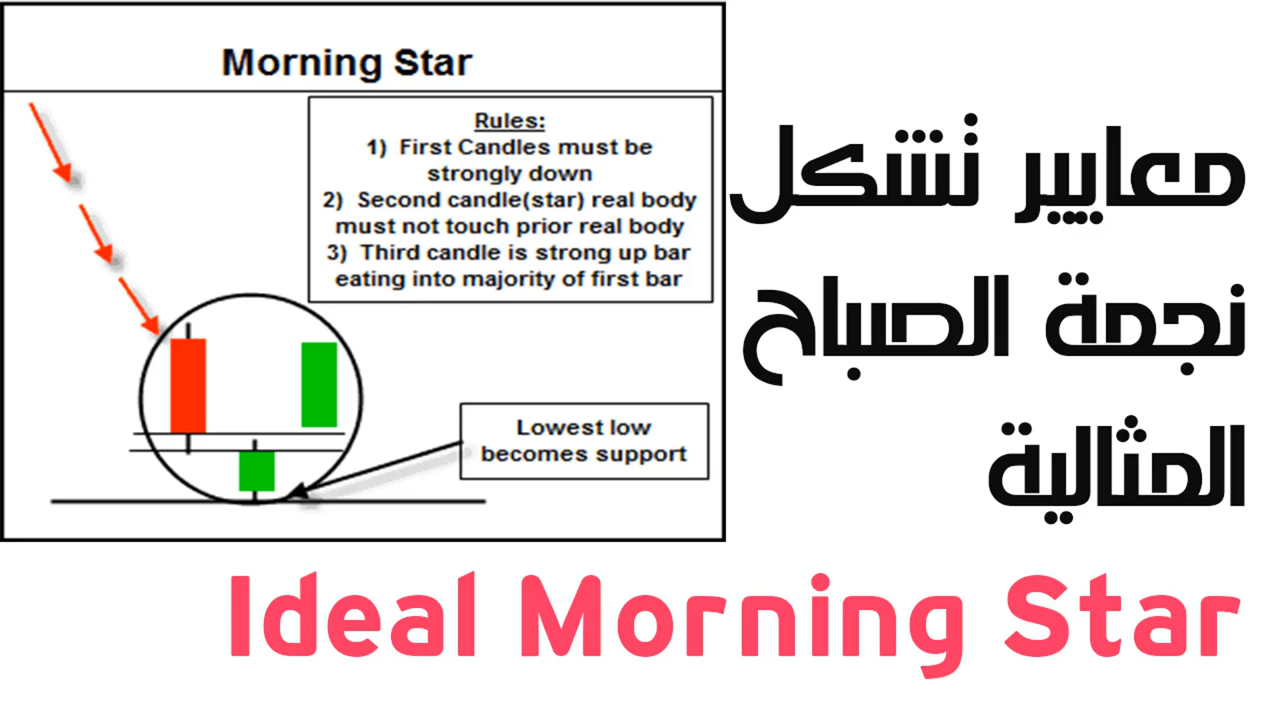 Morning Star
Rules:
1) First Candles must be
strongly down
2) Second candle(star) real body
must not touch prior real body
3) Third candle is strong up bar
eating into majority of first bar
Lowest low
becomes support
معايير تشكل
نجمة الصباح
المثالية
Ideal Morning Star